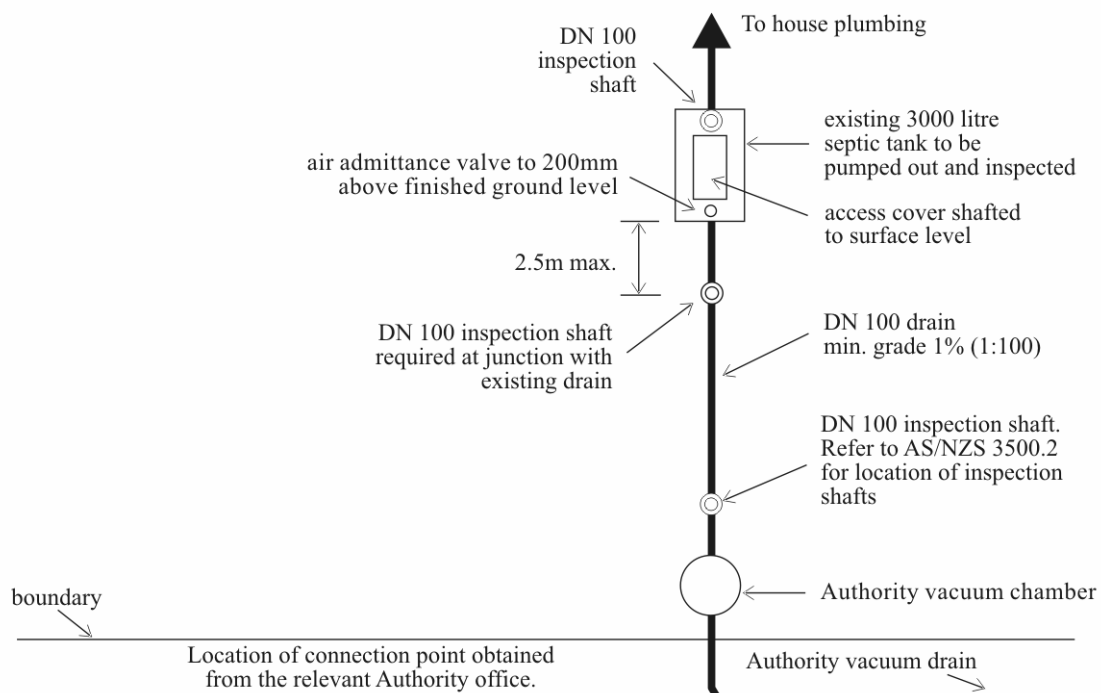 To house plumbing
DN 100
inspection
shaft
existing 3000 litre
septic tank to be
pumped out and inspected
air admittance valve to 200mm
above finished ground level
access cover shafted
to surface level
2.5m max.
DN 100 inspection shaft
required at junction with
existing drain
DN 100 drain
min. grade 1% (1:100)
DN 100 inspection shaft.
Refer to AS/NZS 3500.2
for location of inspection
shafts
Authority vacuum chamber
boundary
Location of connection point obtained
from the relevant Authority office.
Authority vacuum drain